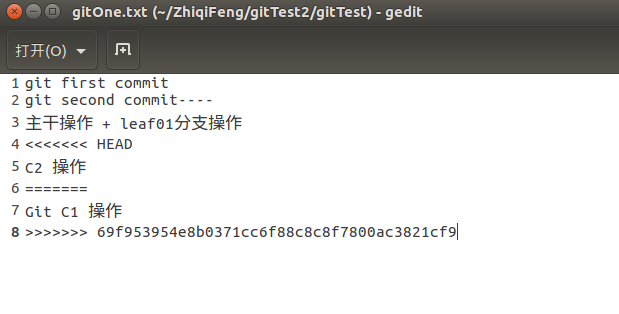 gitOne.txt (~/ZhiqiFeng/gitTest2/gitTest) - gedit
打开(O)
1 git first commit
2 git second commit----
3 主干操作 + leaf01分支操作
4 <<<<<<< HEAD
5 C2 操作
6 =======
7 Git C1 操作
8 >>>>>>> 69f953954e8b0371cc6f88c8c8f7800ac3821cf9